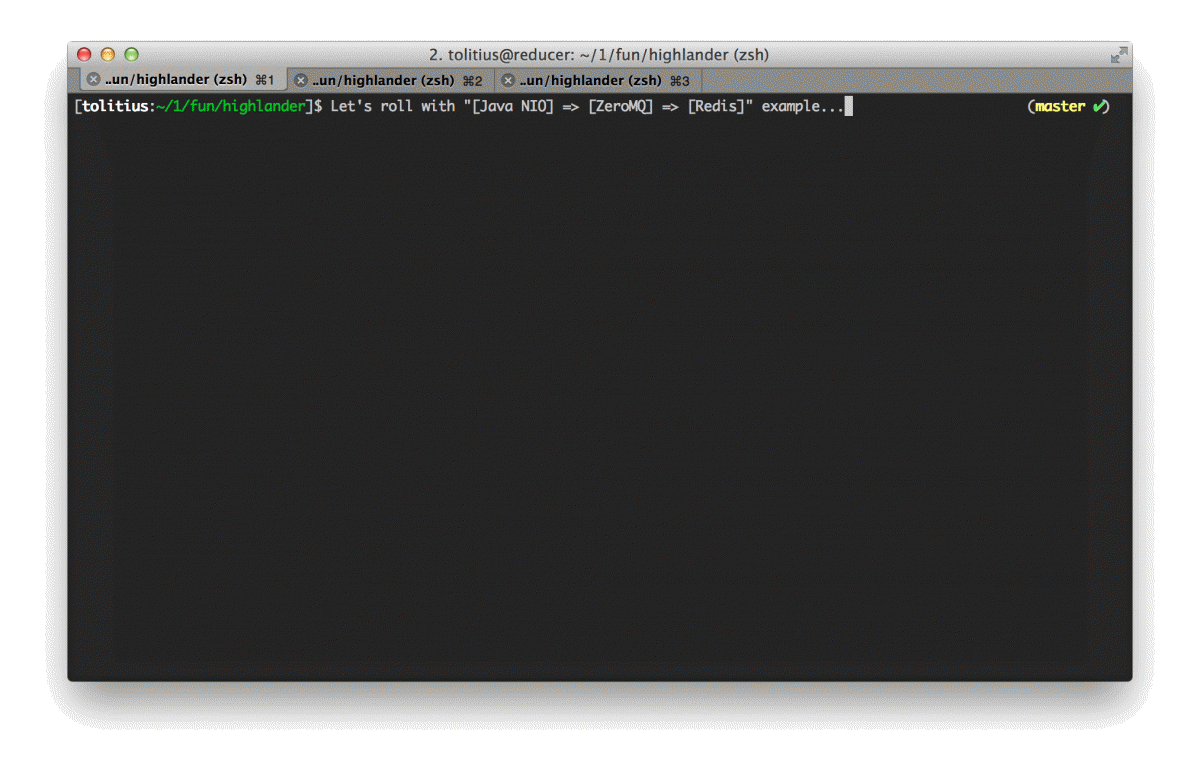 2. tolitius@reducer: ~/1/fun/highlander (zsh)
..un/highlander (zsh) ⌘1 ..un/highlander (zsh) ⌘2 ..un/highlander (zsh) ⌘3
[tolitius:~/1/fun/highlander]$ Let's roll with "[Java NIO] => [ZeroMQ] => [Redis]" example... (master ✔)